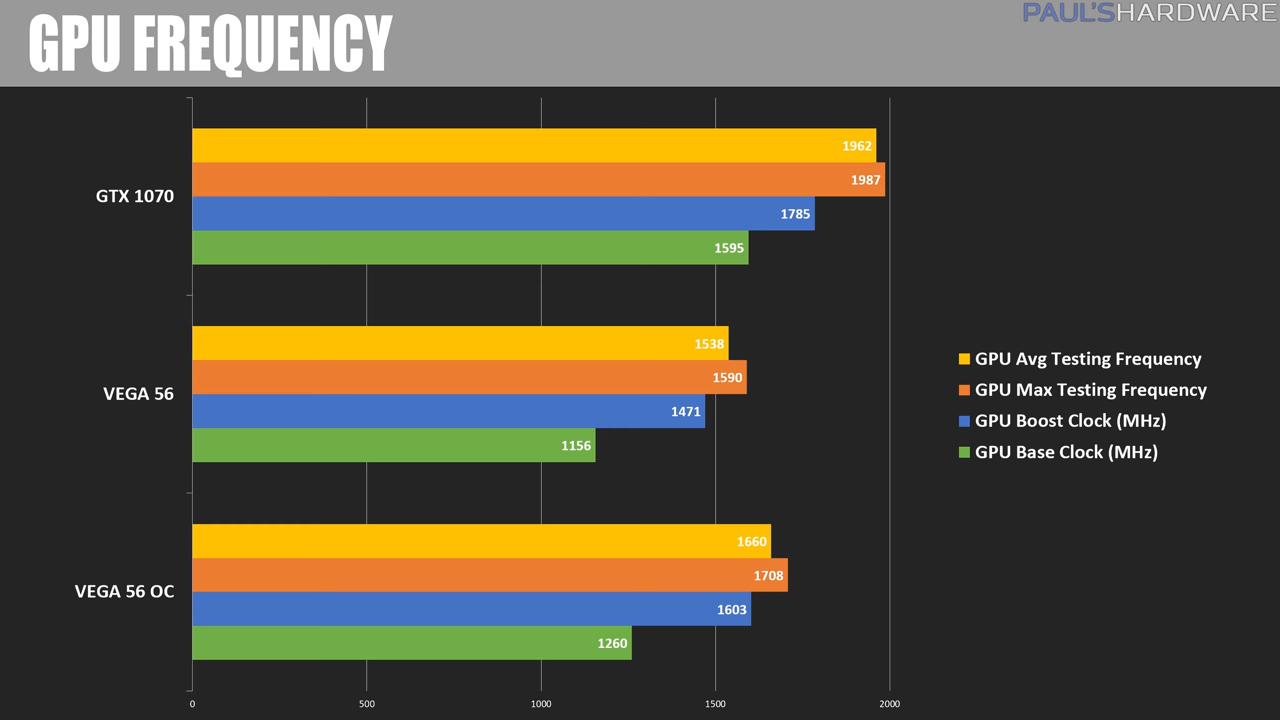 GPU FREQUENCY
PAUL'SHARDWARE
GTX 1070
1962
1987
1785
1595
VEGA 56
1538
1590
1471
1156
VEGA 56 OC
1660
1708
1603
1260
0 500 1000 1500 2000
GPU Avg Testing Frequency
GPU Max Testing Frequency
GPU Boost Clock (MHz)
GPU Base Clock (MHz)